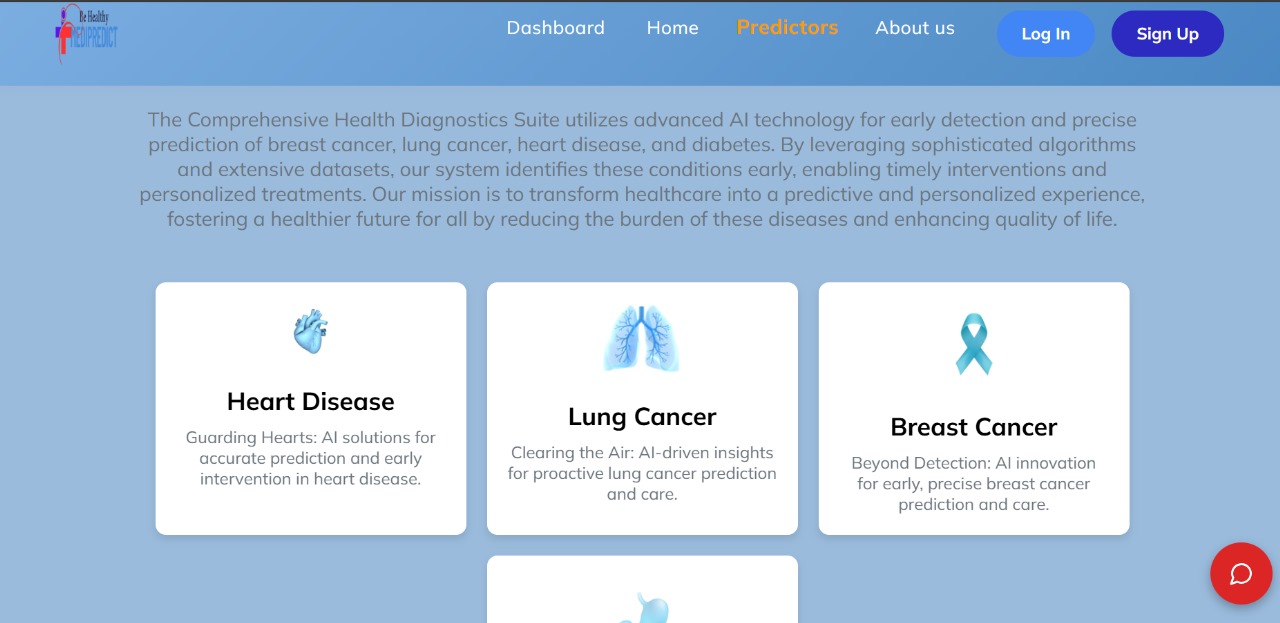 Be Healthy
MEDIPREDICT
Dashboard Home Predictors About us Log In Sign Up
The Comprehensive Health Diagnostics Suite utilizes advanced AI technology for early detection and precise
prediction of breast cancer, lung cancer, heart disease, and diabetes. By leveraging sophisticated algorithms
and extensive datasets, our system identifies these conditions early, enabling timely interventions and
personalized treatments. Our mission is to transform healthcare into a predictive and personalized experience,
fostering a healthier future for all by reducing the burden of these diseases and enhancing quality of life.
Heart Disease
Guarding Hearts: AI solutions for
accurate prediction and early
intervention in heart disease.
Lung Cancer
Clearing the Air: AI-driven insights
for proactive lung cancer prediction
and care.
Breast Cancer
Beyond Detection: AI innovation
for early, precise breast cancer
prediction and care.